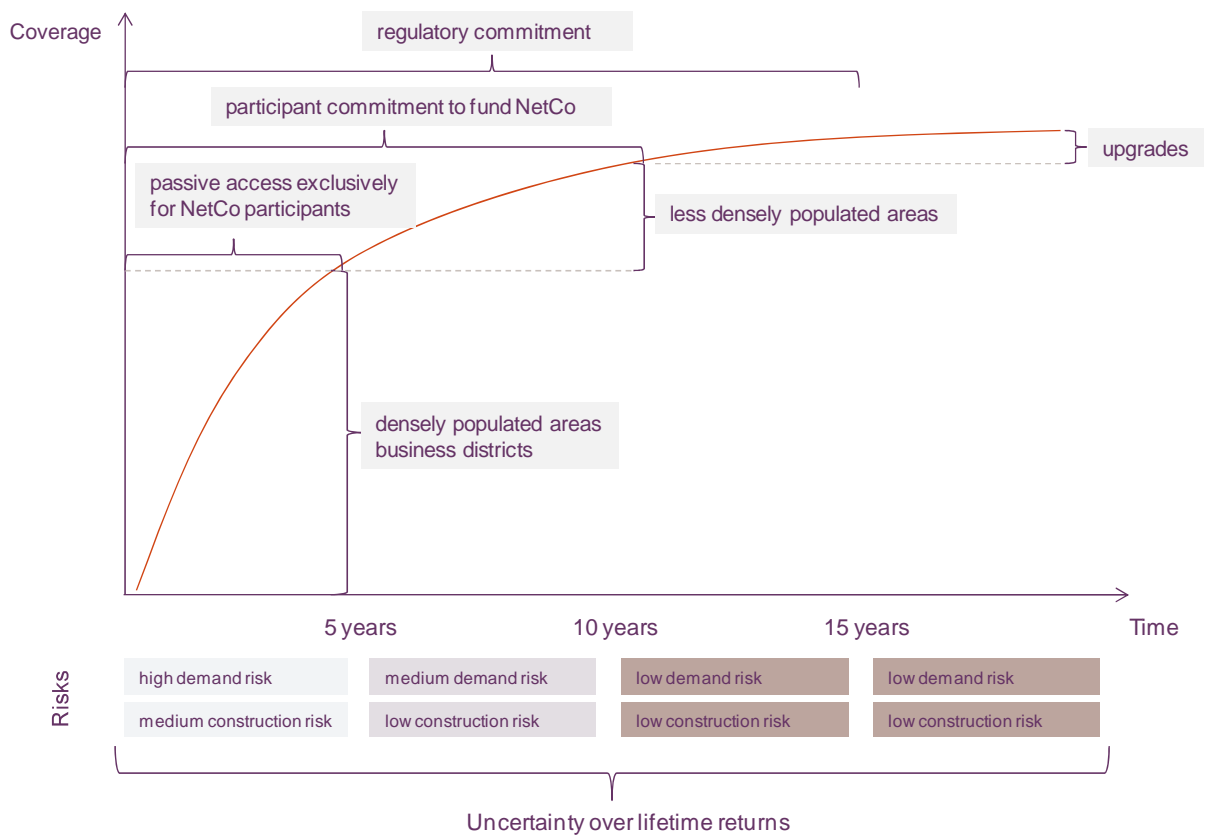 Coverage
regulatory commitment
participant commitment to fund NetCo
upgrades
passive access exclusively
for NetCo participants
less densely populated areas
densely populated areas
business districts
5 years
10 years
15 years
Time
Risks
high demand risk
medium demand risk
low demand risk
low demand risk
medium construction risk
low construction risk
low construction risk
low construction risk
Uncertainty over lifetime returns